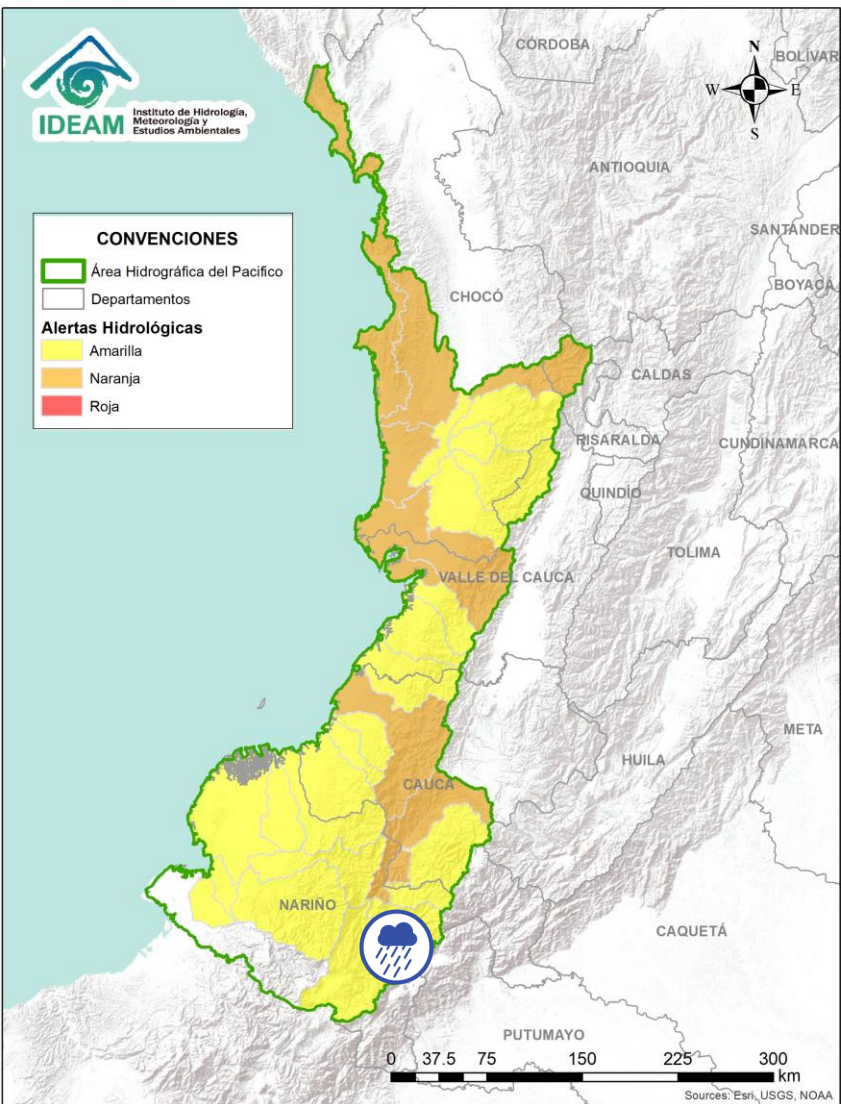 IDEAM
Instituto de Hidrología,
Meteorología y
Estudios Ambientales
CÓRDOBA
N
BOLÍVAR
W
E
S
ANTIOQUIA
CONVENCIONES
Área Hidrográfica del Pacifico
Departamentos
Alertas Hidrológicas
Amarilla
Naranja
Roja
SANTANDER
BOYACÁ
CHOCÓ
CALDAS
RISARALDA
CUNDINAMARCA
QUINDÍO
TOLIMA
VALLE DEL CAUCA
META
HUILA
CAUCA
NARIÑO
CAQUETÁ
PUTUMAYO
0 37.5 75 150 225 300
km
Sources: Esri, USGS, NOAA